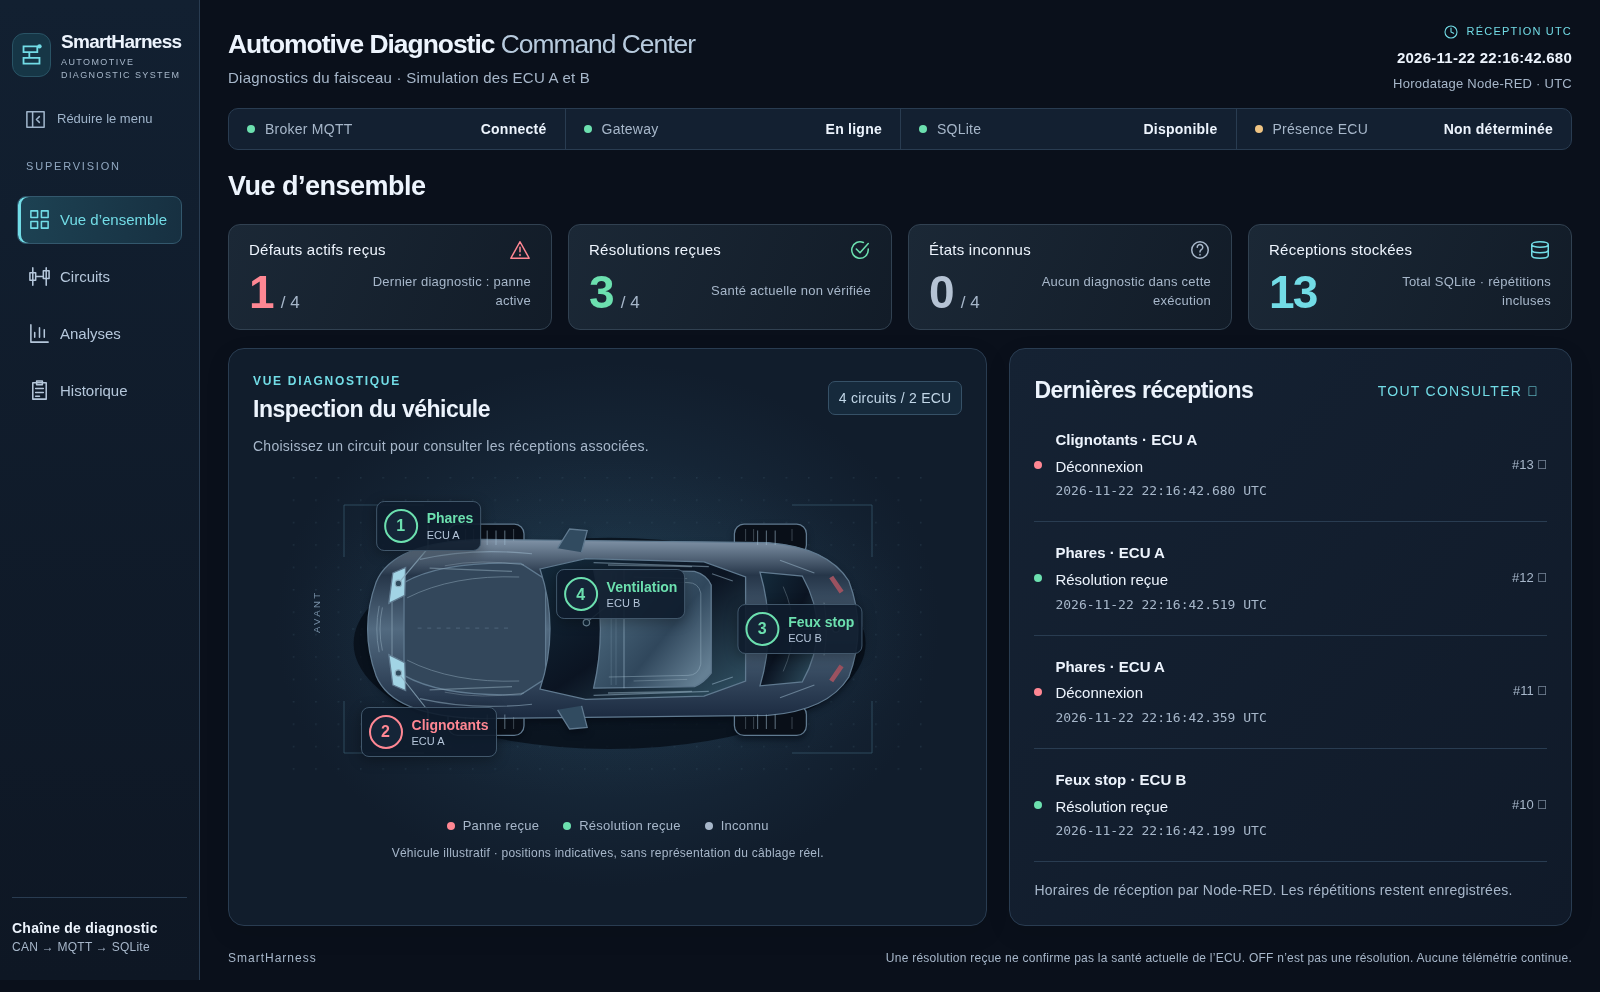 SmartHarness
AUTOMOTIVE
DIAGNOSTIC SYSTEM
Réduire le menu
SUPERVISION
Vue d’ensemble
Circuits
Analyses
Historique
Chaîne de diagnostic
CAN → MQTT → SQLite
Automotive Diagnostic Command Center
Diagnostics du faisceau · Simulation des ECU A et B
RÉCEPTION UTC
2026-11-22 22:16:42.680
Horodatage Node-RED · UTC
Broker MQTT Connecté
Gateway En ligne
SQLite Disponible
Présence ECU Non déterminée
Vue d’ensemble
Défauts actifs reçus
1 / 4
Dernier diagnostic : panne
active
Résolutions reçues
3 / 4
Santé actuelle non vérifiée
États inconnus
0 / 4
Aucun diagnostic dans cette
exécution
Réceptions stockées
13
Total SQLite · répétitions
incluses
VUE DIAGNOSTIQUE
Inspection du véhicule
4 circuits / 2 ECU
Choisissez un circuit pour consulter les réceptions associées.
AVANT
1
Phares
ECU A
4
Ventilation
ECU B
3
Feux stop
ECU B
2
Clignotants
ECU A
Panne reçue
Résolution reçue
Inconnu
Véhicule illustratif · positions indicatives, sans représentation du câblage réel.
Dernières réceptions
TOUT CONSULTER
Clignotants · ECU A
Déconnexion
#13
2026-11-22 22:16:42.680 UTC
Phares · ECU A
Résolution reçue
#12
2026-11-22 22:16:42.519 UTC
Phares · ECU A
Déconnexion
#11
2026-11-22 22:16:42.359 UTC
Feux stop · ECU B
Résolution reçue
#10
2026-11-22 22:16:42.199 UTC
Horaires de réception par Node-RED. Les répétitions restent enregistrées.
SmartHarness
Une résolution reçue ne confirme pas la santé actuelle de l’ECU. OFF n’est pas une résolution. Aucune télémétrie continue.